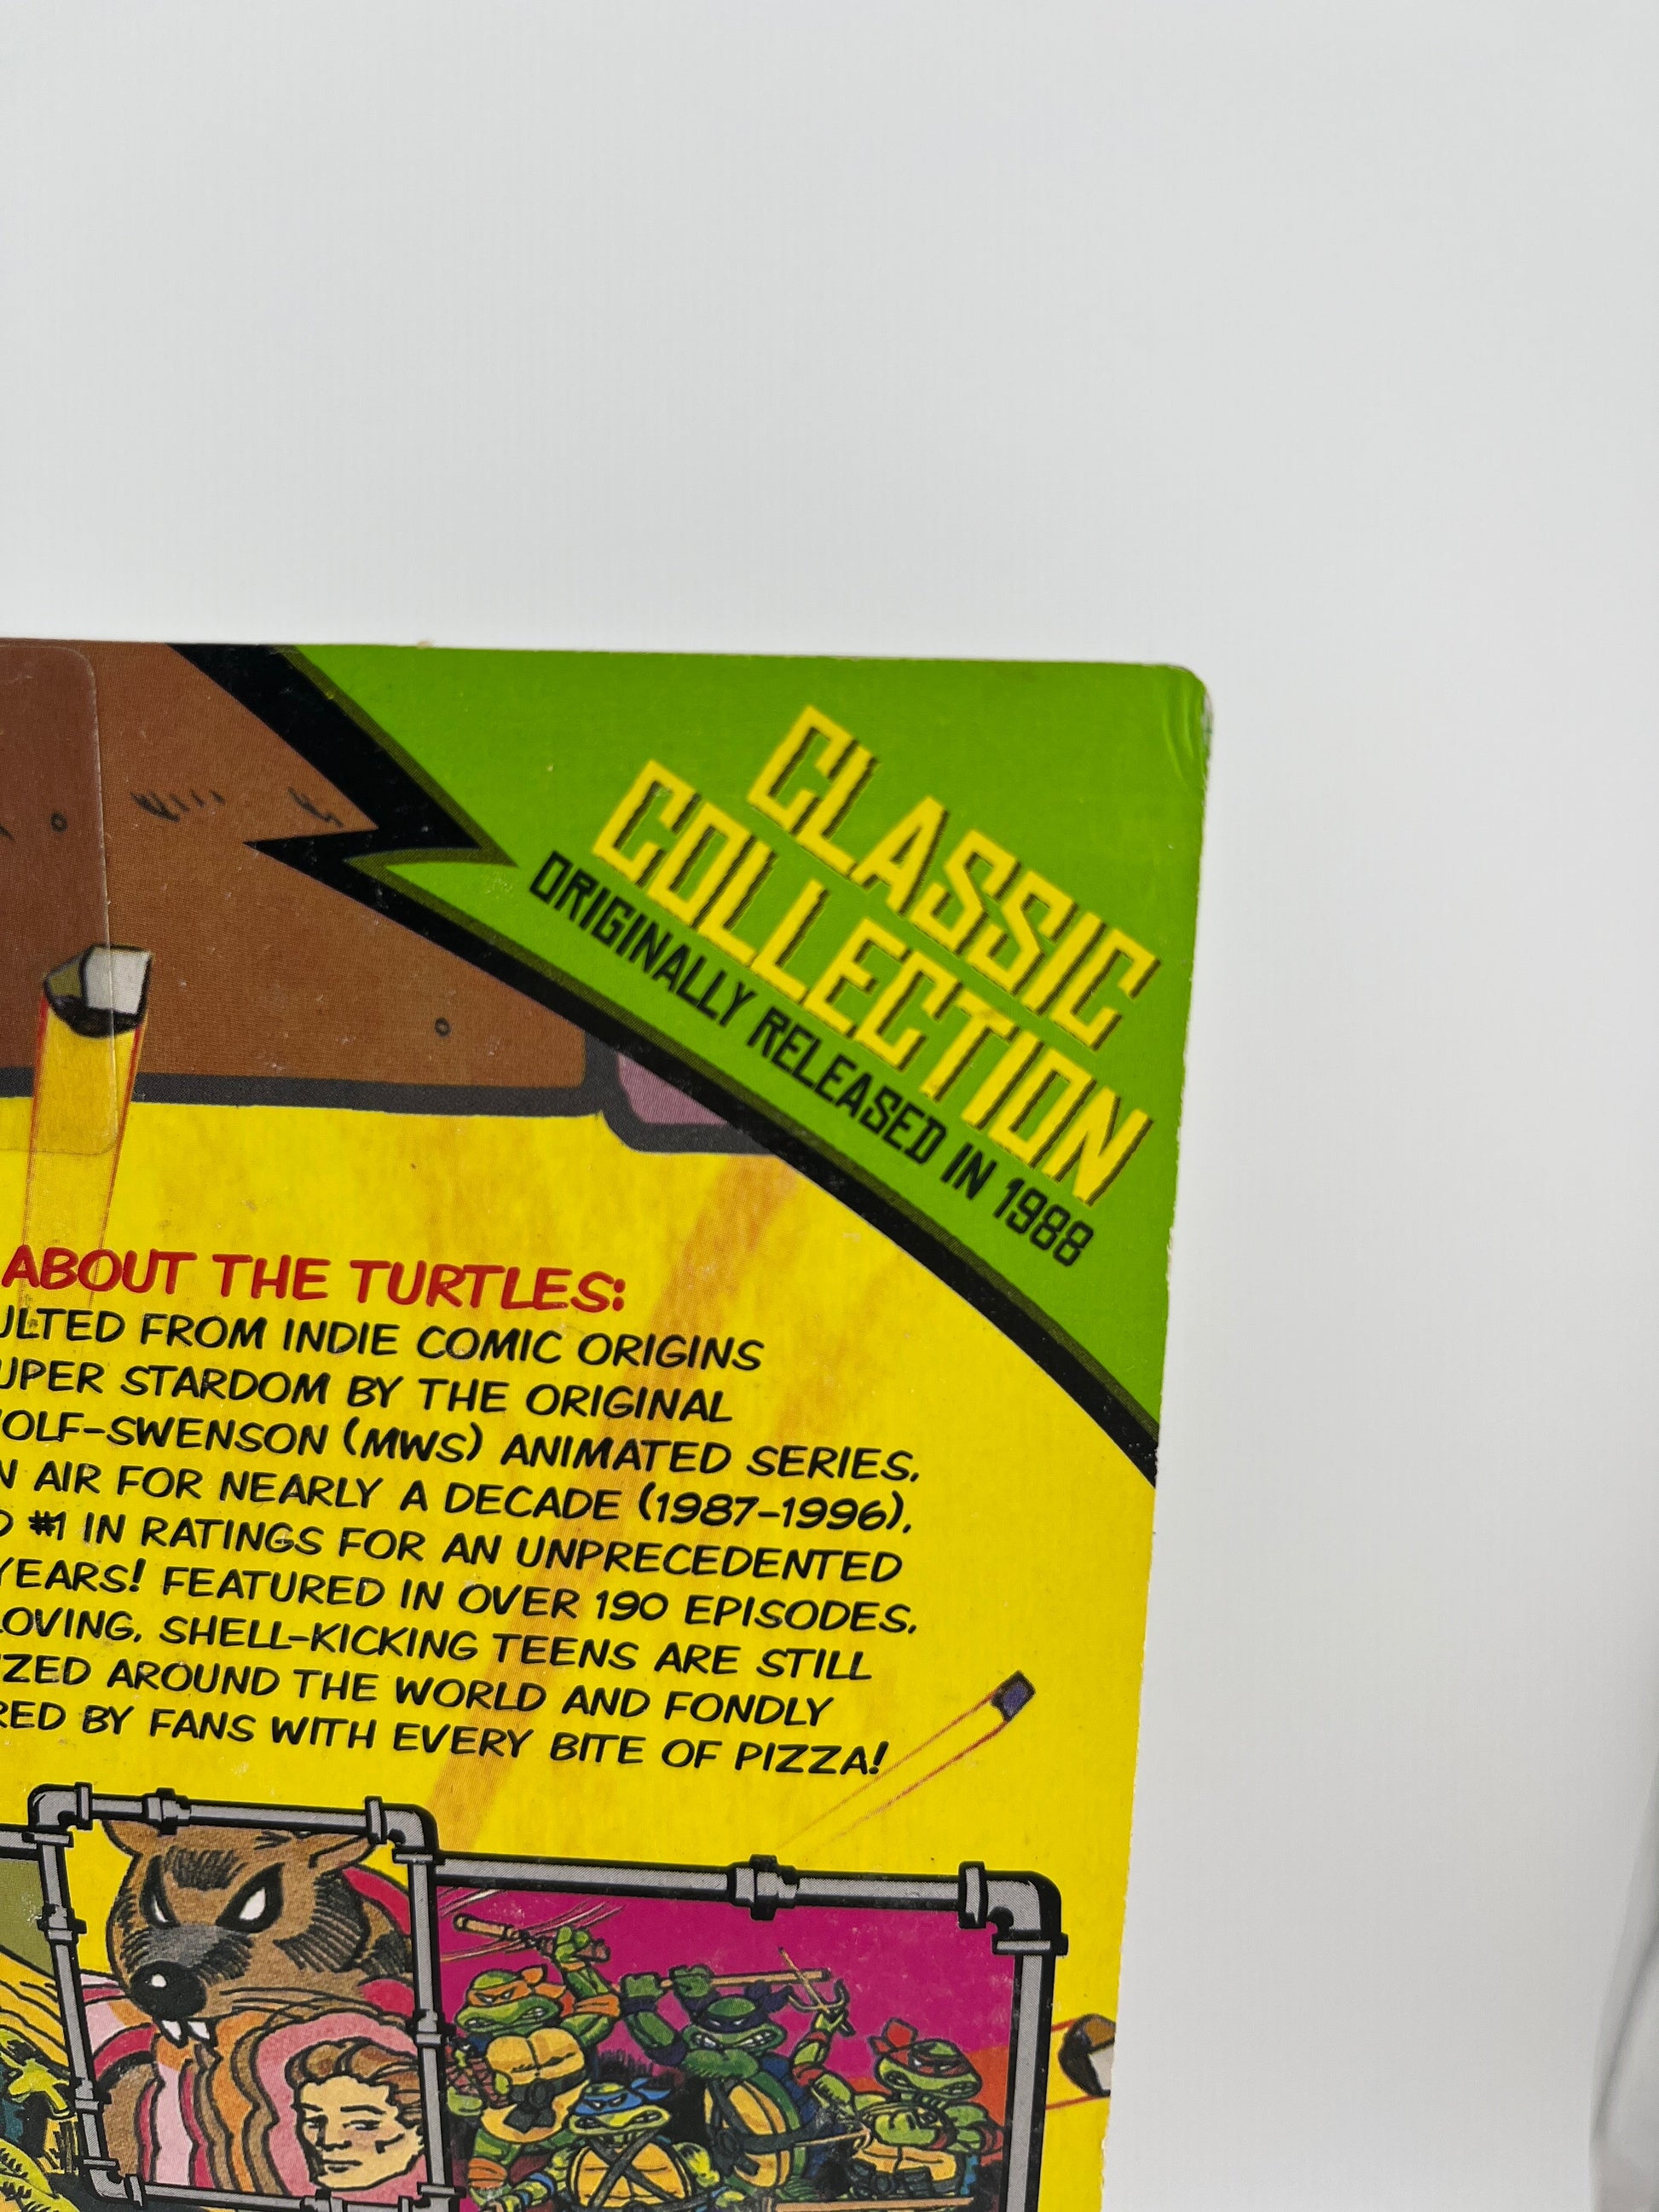 CLASSIC
COLLECTION
ORIGINALLY RELEASED IN 1988
ABOUT THE TURTLES:
ULTED FROM INDIE COMIC ORIGINS
UPER STARDOM BY THE ORIGINAL
OLF-SWENSON (MWS) ANIMATED SERIES,
N AIR FOR NEARLY A DECADE (1987-1996),
D #1 IN RATINGS FOR AN UNPRECEDENTED
YEARS! FEATURED IN OVER 190 EPISODES,
LOVING, SHELL-KICKING TEENS ARE STILL
ZED AROUND THE WORLD AND FONDLY
RED BY FANS WITH EVERY BITE OF PIZZA!